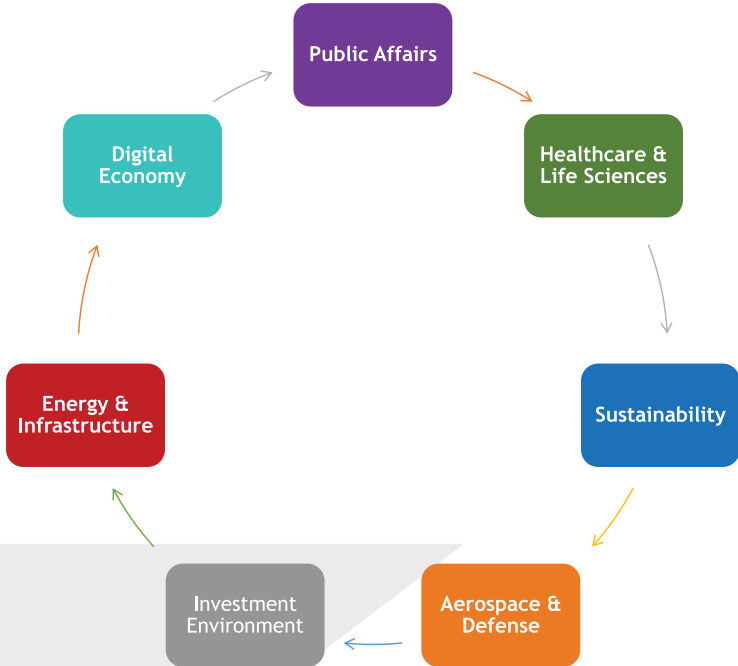 Public Affairs
Healthcare &
Life Sciences
Sustainability
Aerospace &
Defense
Investment
Environment
Energy &
Infrastructure
Digital
Economy